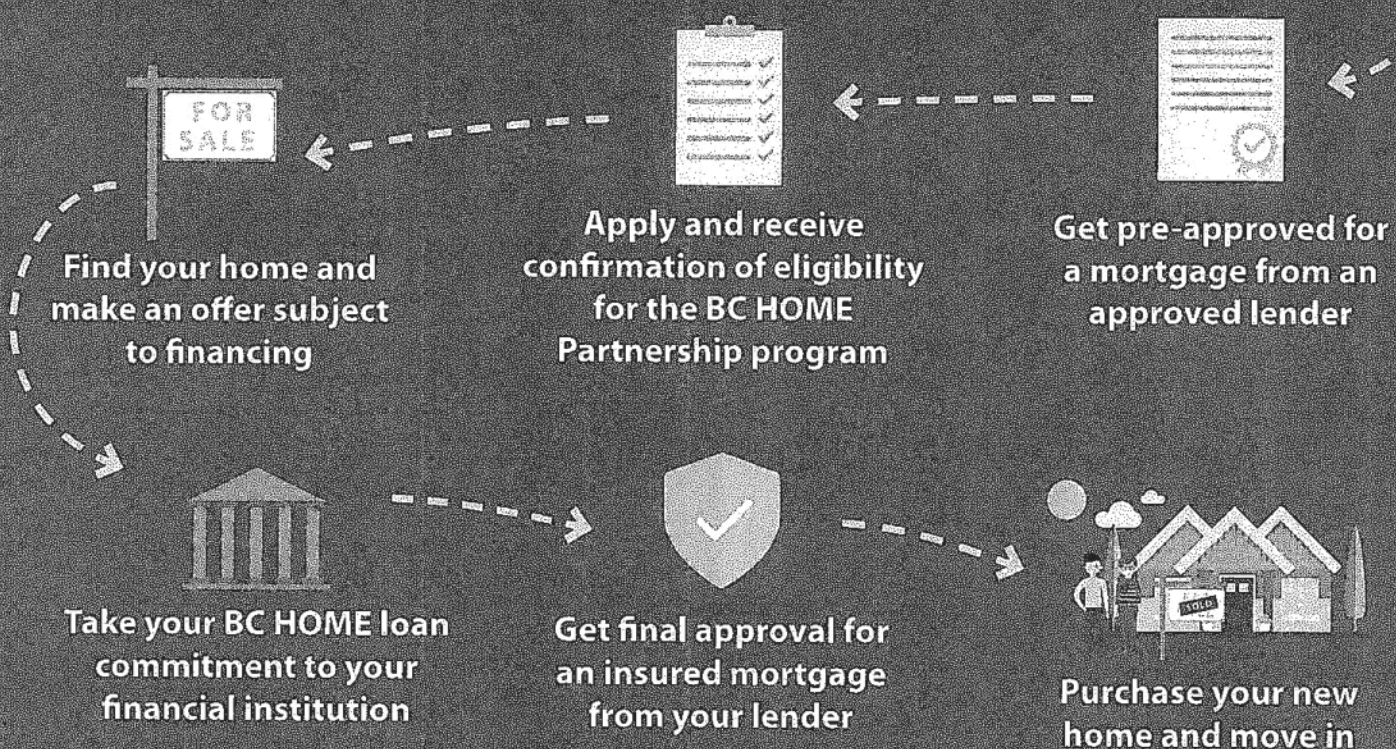 Get pre-approved for
a mortgage from an
approved lender
Apply and receive
confirmation of eligibility
for the BC HOME
Partnership program
FOR
SALE
Find your home and
make an offer subject
to financing
Take your BC HOME loan
commitment to your
financial institution
Get final approval for
an insured mortgage
from your lender
SOLD
Purchase your new
home and move in